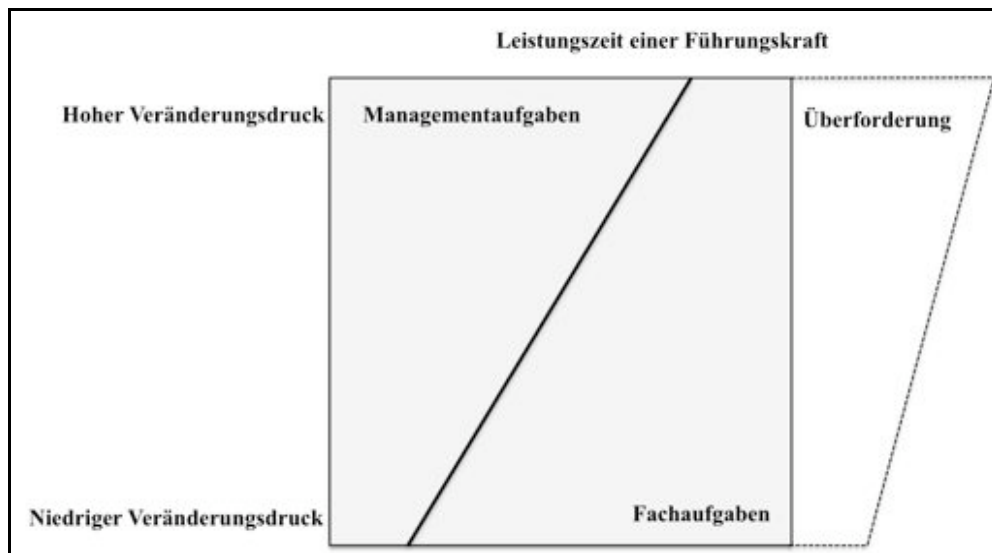 Leistungszeit einer Führungskraft
Hoher Veränderungsdruck
Managementaufgaben
Überforderung
Niedriger Veränderungsdruck
Fachaufgaben